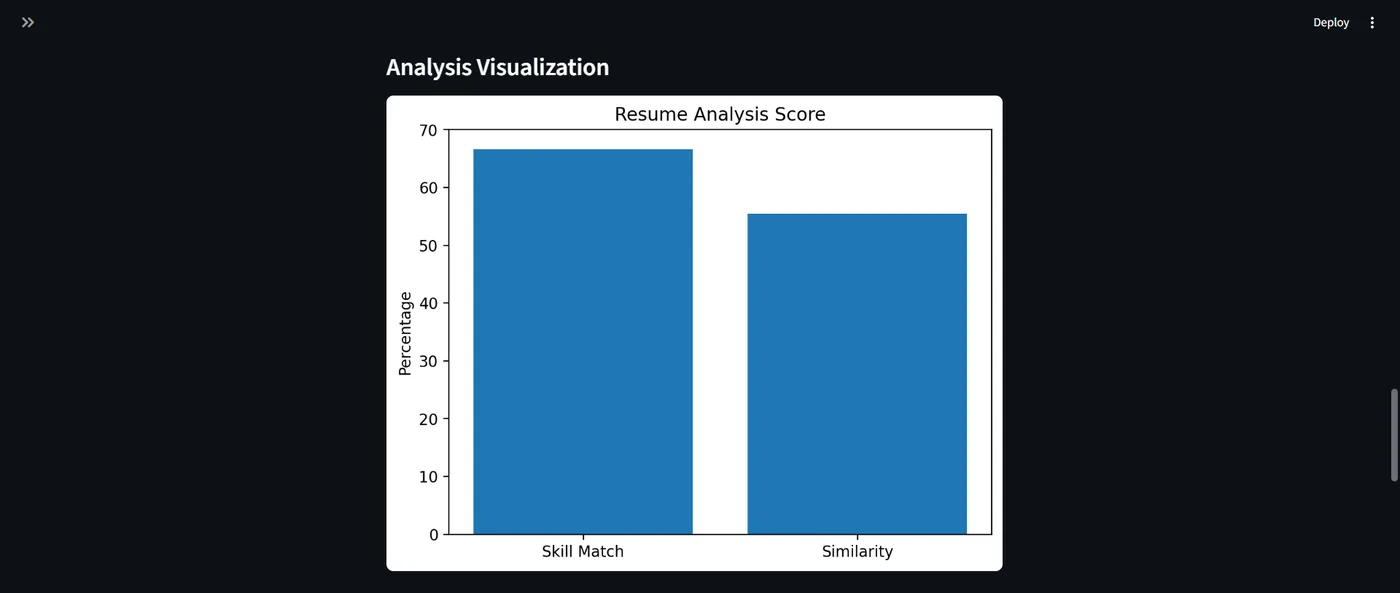 Deploy
Analysis Visualization
Resume Analysis Score
70
60
50
40
30
20
10
0
Percentage
Skill Match
Similarity